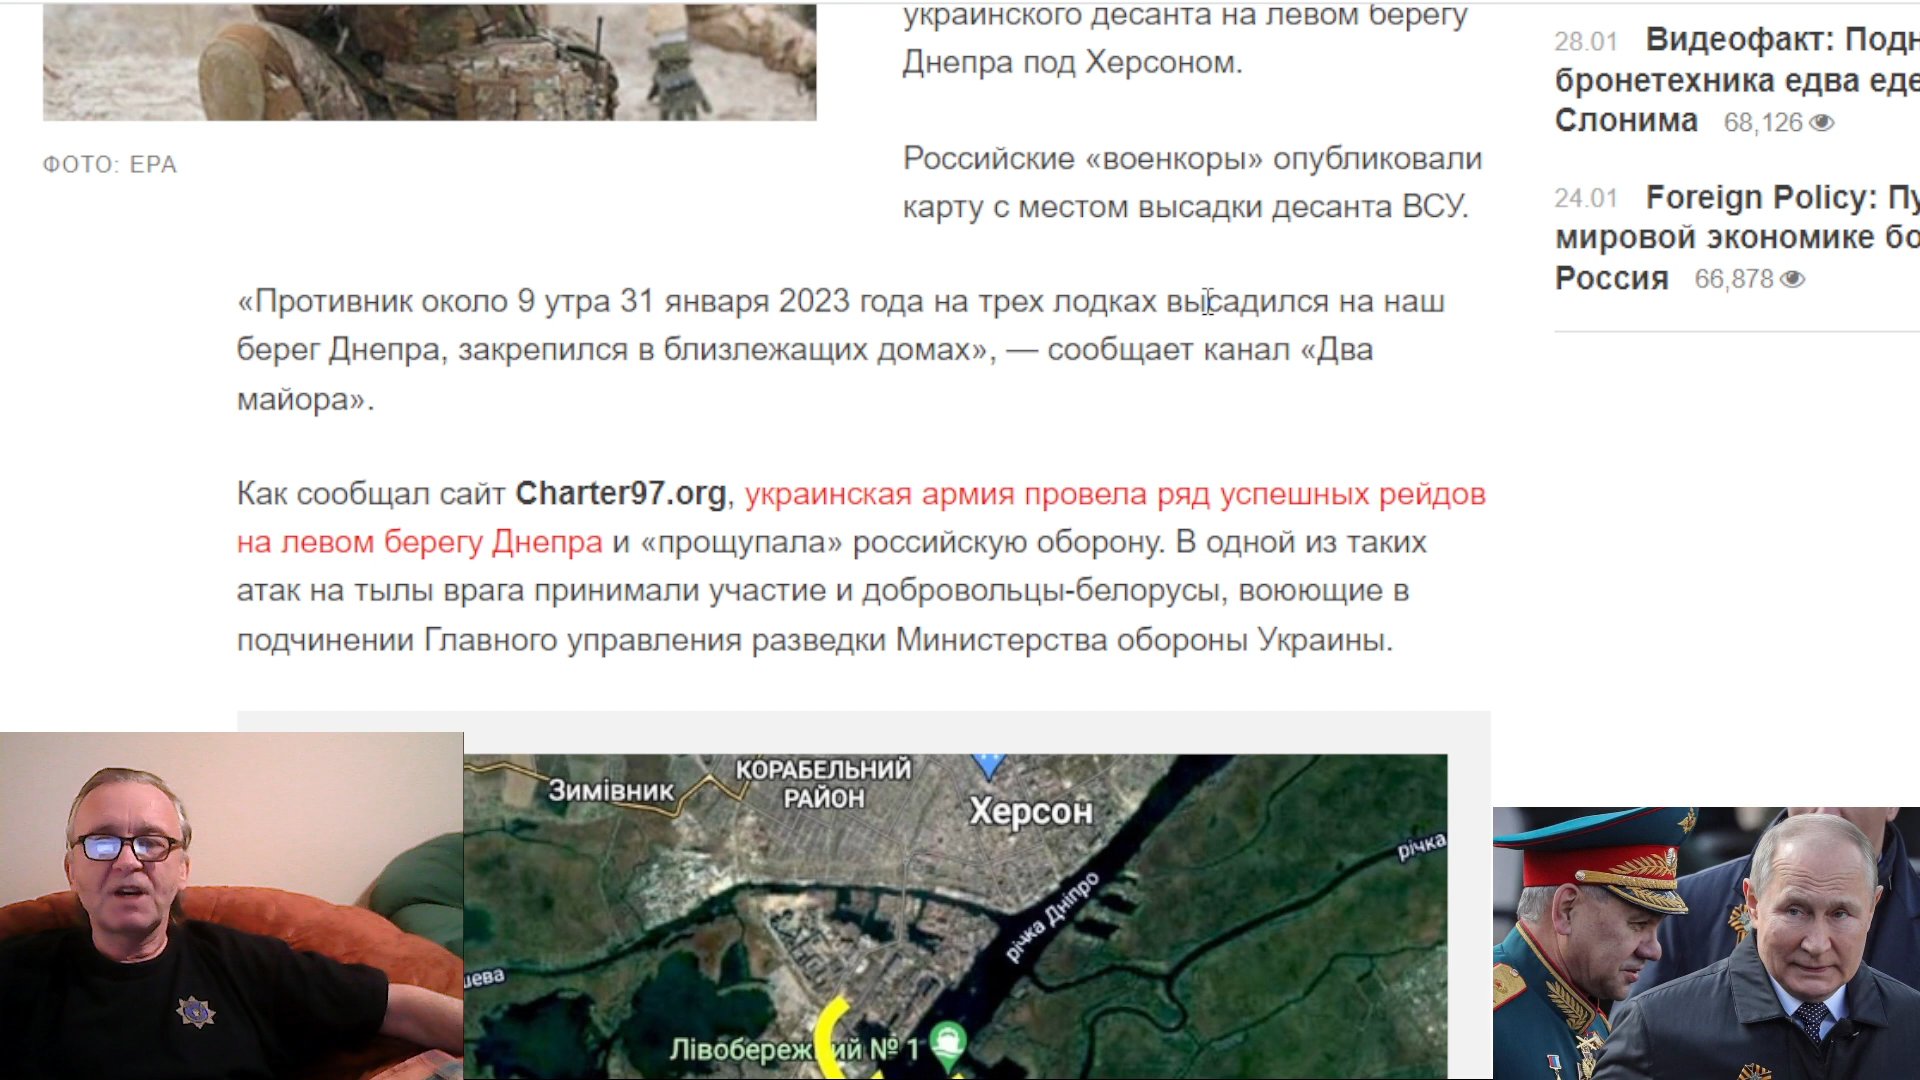 украинского десанта на левом берегу
Днепра под Херсоном.
ФОТО: EPA
Российские «военкоры» опубликовали
карту с местом высадки десанта ВСУ.
«Противник около 9 утра 31 января 2023 года на трех лодках высадился на наш
берег Днепра, закрепился в близлежащих домах», — сообщает канал «Два
майора».
Как сообщал сайт Charter97.org, украинская армия провела ряд успешных рейдов
на левом берегу Днепра и «прощупала» российскую оборону. В одной из таких
атак на тылы врага принимали участие и добровольцы-белорусы, воюющие в
подчинении Главного управления разведки Министерства обороны Украины.
28.01 Видеофакт: Подн
бронетехника едва еде
Слонима 68,126
24.01 Foreign Policy: Пу
мировой экономике бо
Россия 66,878
Зимівник
КОРАБЕЛЬНИЙ
РАЙОН
Херсон
річка
річка Дніпро
шева
Лівобережний № 1